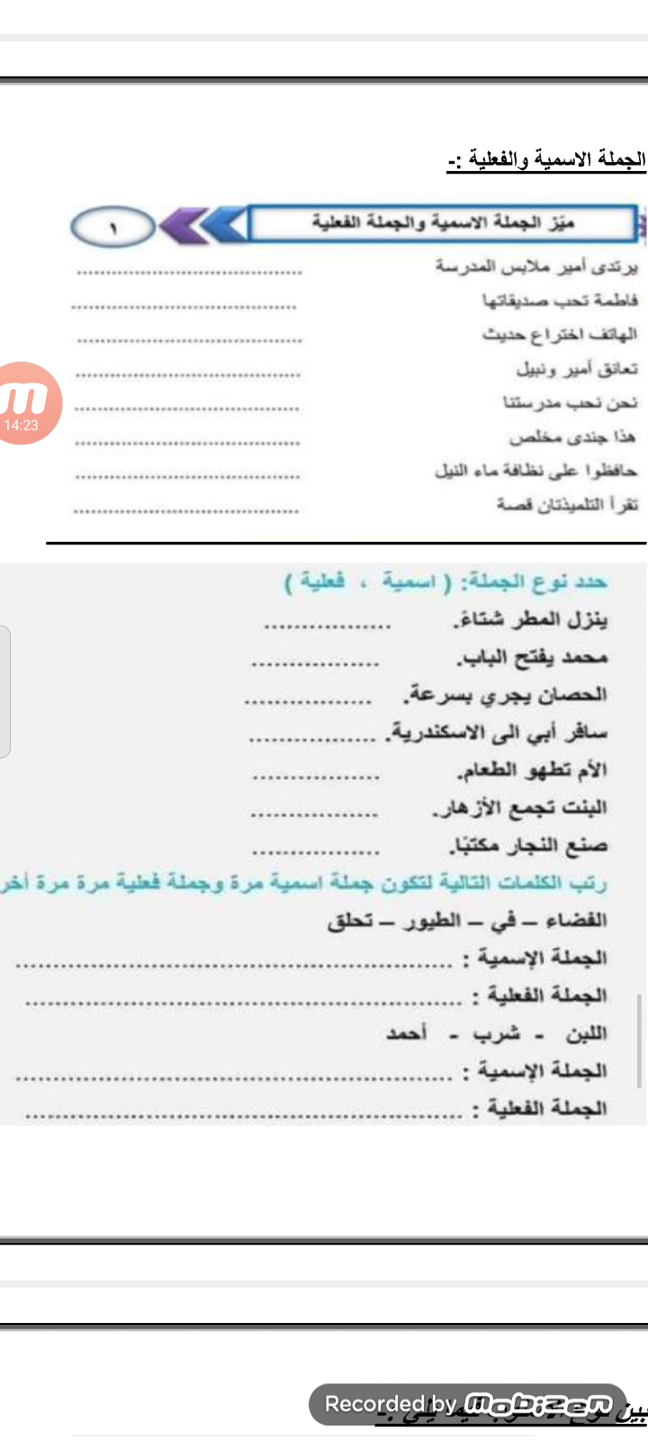 الجملة الاسمية والفعلية :-
ميّز الجملة الاسمية والجملة الفعلية
١
يرتدى أمير ملابس المدرسة ........................................
فاطمة تحب صديقاتها ........................................
الهاتف اختراع حديث ........................................
تعانق أمير ونبيل ........................................
نحن نحب مدرستنا ........................................
14:23
هذا جندى مخلص ........................................
حافظوا على نظافة ماء النيل ........................................
تقرأ التلميذتان قصة ........................................
حدد نوع الجملة: ( اسمية ، فعلية )
ينزل المطر شتاءً. .................
محمد يفتح الباب. .................
الحصان يجري بسرعة. .................
سافر أبي الى الاسكندرية. .................
الأم تطهو الطعام. .................
البنت تجمع الأزهار. .................
صنع النجار مكتبًا. .................
رتب الكلمات التالية لتكون جملة اسمية مرة وجملة فعلية مرة مرة أخر
الفضاء – في – الطيور – تحلق
الجملة الإسمية : ..........................................................
الجملة الفعلية : ..........................................................
اللبن - شرب - أحمد
الجملة الإسمية : ..........................................................
الجملة الفعلية : ..........................................................
Recorded by mobizen